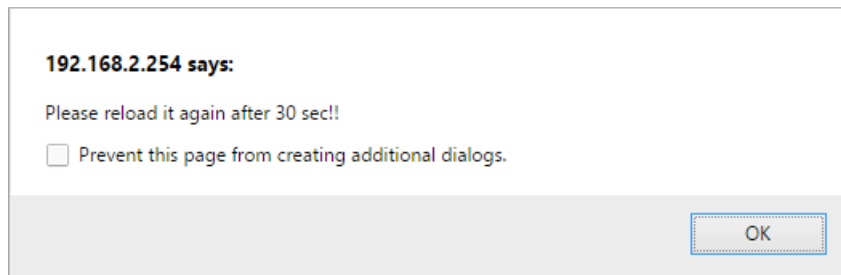 192.168.2.254 says:
Please reload it again after 30 sec!!
Prevent this page from creating additional dialogs.
OK